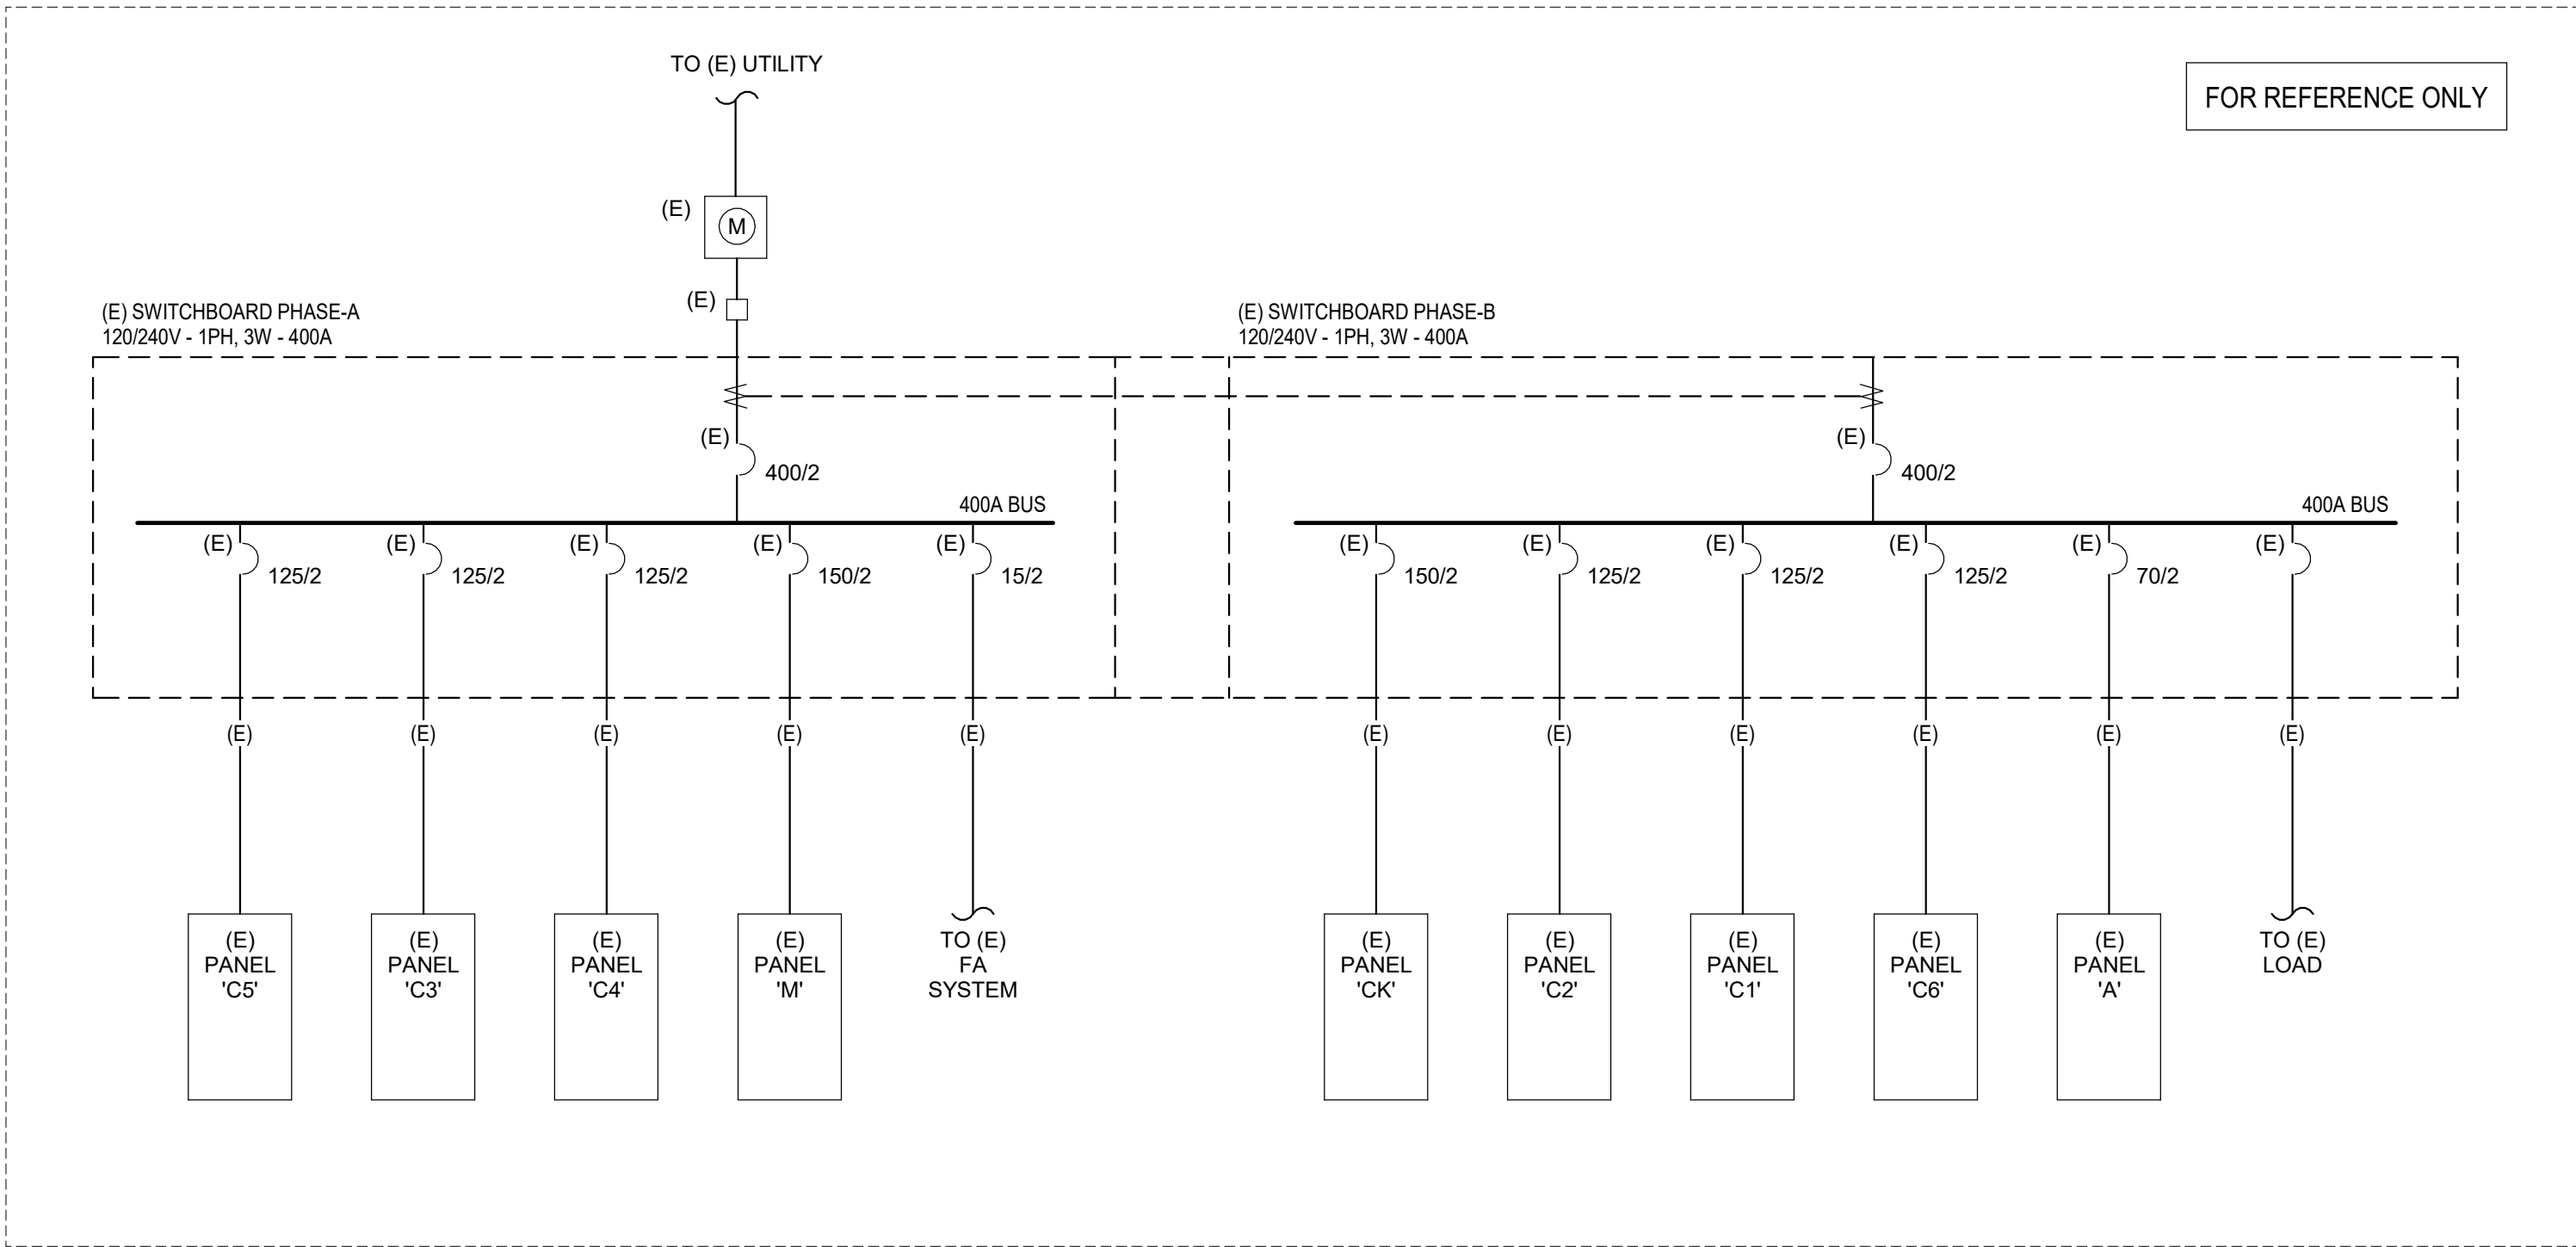 TO (E) UTILITY
FOR REFERENCE ONLY
(E)
M
(E)
(E) SWITCHBOARD PHASE-A
120/240V - 1PH, 3W - 400A
(E) SWITCHBOARD PHASE-B
120/240V - 1PH, 3W - 400A
(E)
400/2
(E)
400/2
400A BUS
400A BUS
(E)
125/2
(E)
125/2
(E)
125/2
(E)
150/2
(E)
15/2
(E)
150/2
(E)
125/2
(E)
125/2
(E)
125/2
(E)
70/2
(E)
(E)
(E)
(E)
(E)
(E)
(E)
(E)
(E)
(E)
(E)
(E)
(E)
PANEL
'C5'
(E)
PANEL
'C3'
(E)
PANEL
'C4'
(E)
PANEL
'M'
TO (E)
FA
SYSTEM
(E)
PANEL
'CK'
(E)
PANEL
'C2'
(E)
PANEL
'C1'
(E)
PANEL
'C6'
(E)
PANEL
'A'
TO (E)
LOAD